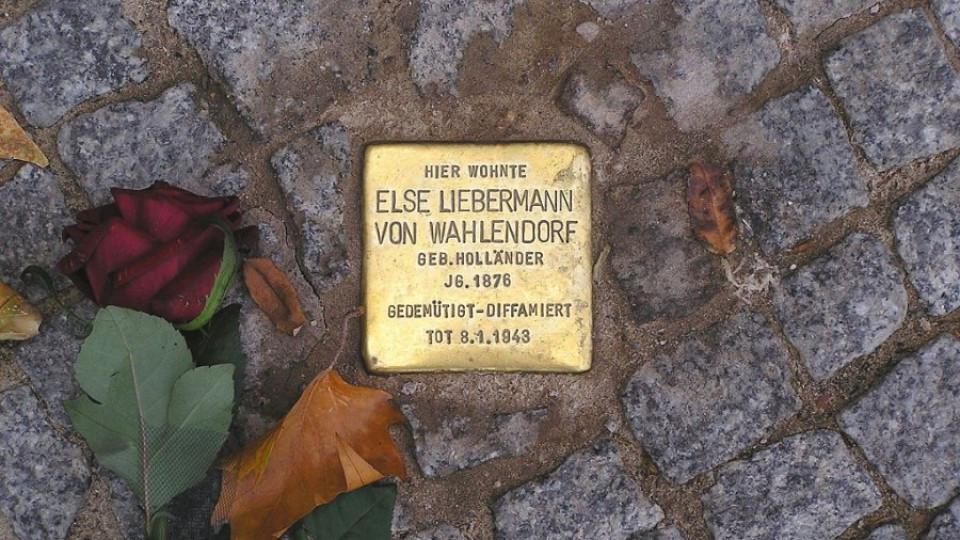 HIER WOHNTE
ELSE LIEBERMANN
VON WAHLENDORF
GEB.HOLLÄNDER
JG.1876
GEDEMÜTIGT-DIFFAMIERT
TOT 8.1.1943